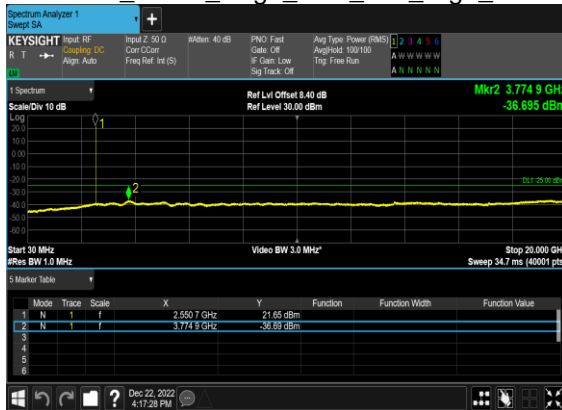 Spectrum Analyzer 1
Swept SA
+
KEYSIGHT Input: RF Input Z: 50 Ω #Atten: 40 dB PNO: Fast Avg Type: Power (RMS) 1 2 3 4 5 6
R T Coupling: DC Corr CCorr Gate: Off Avg|Hold: 100/100 A W W W W W
Align: Auto Freq Ref: Int (S) IF Gain: Low Trig: Free Run
Sig Track: Off A N N N N N
1 Spectrum Ref Lvl Offset 8.40 dB Mkr2 3.774 9 GHz
Scale/Div 10 dB Ref Level 30.00 dBm -36.695 dBm
Log
20.0
10.0
0.00
-10.0
-20.0
-30.0
-40.0
-50.0
-60.0
1
2
DL1 -25.00 dBm
Start 30 MHz Video BW 3.0 MHz* Stop 20.000 GH
#Res BW 1.0 MHz Sweep 34.7 ms (40001 pts
5 Marker Table
Mode Trace Scale X Y Function Function Width Function Value
1 N 1 f 2.550 7 GHz 21.65 dBm
2 N 1 f 3.774 9 GHz -36.69 dBm
3
4
5
6
? Dec 22, 2022
4:17:28 PM